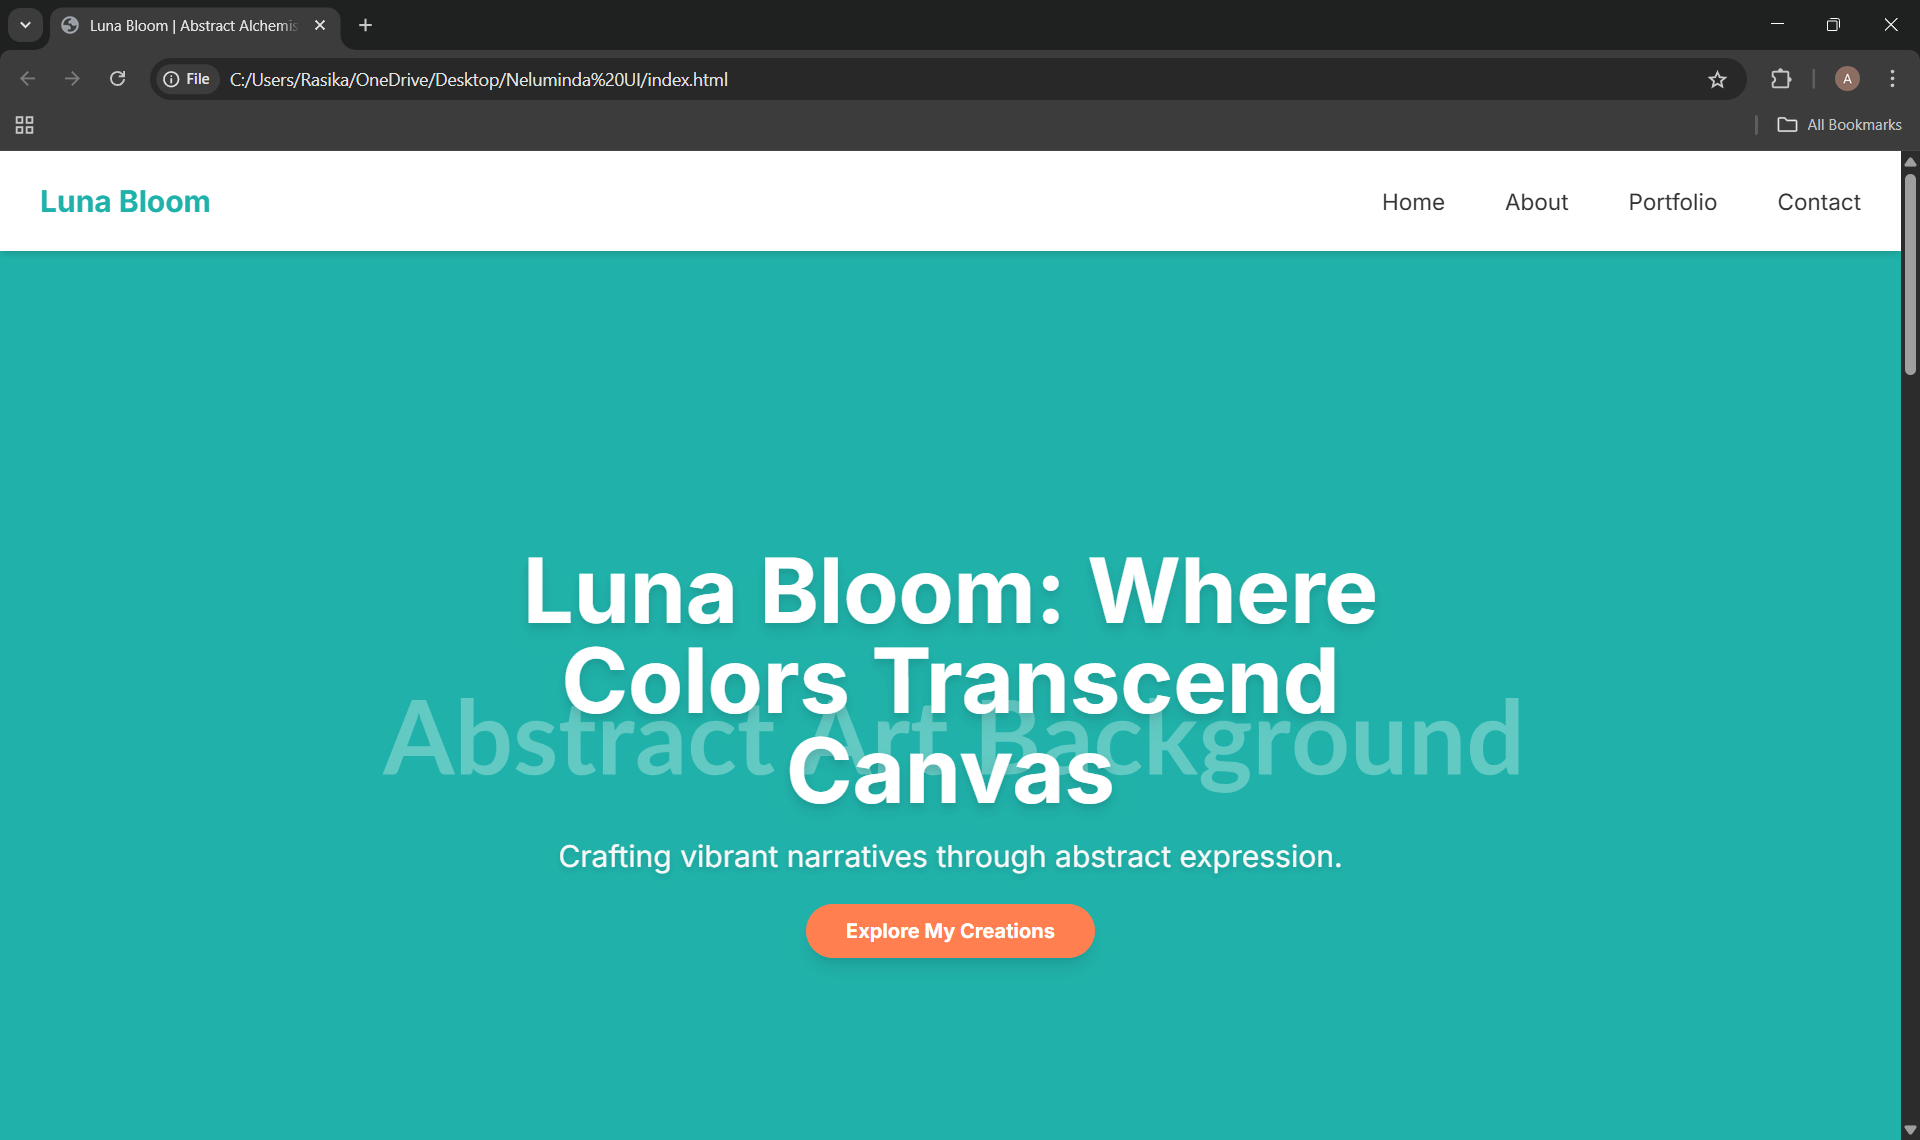 Luna Bloom | Abstract Alchemis
File
C:/Users/Rasika/OneDrive/Desktop/Neluminda%20UI/index.html
A
All Bookmarks
Luna Bloom
Home
About
Portfolio
Contact
Luna Bloom: Where
Colors Transcend
Abstract Art Background
Canvas
Crafting vibrant narratives through abstract expression.
Explore My Creations